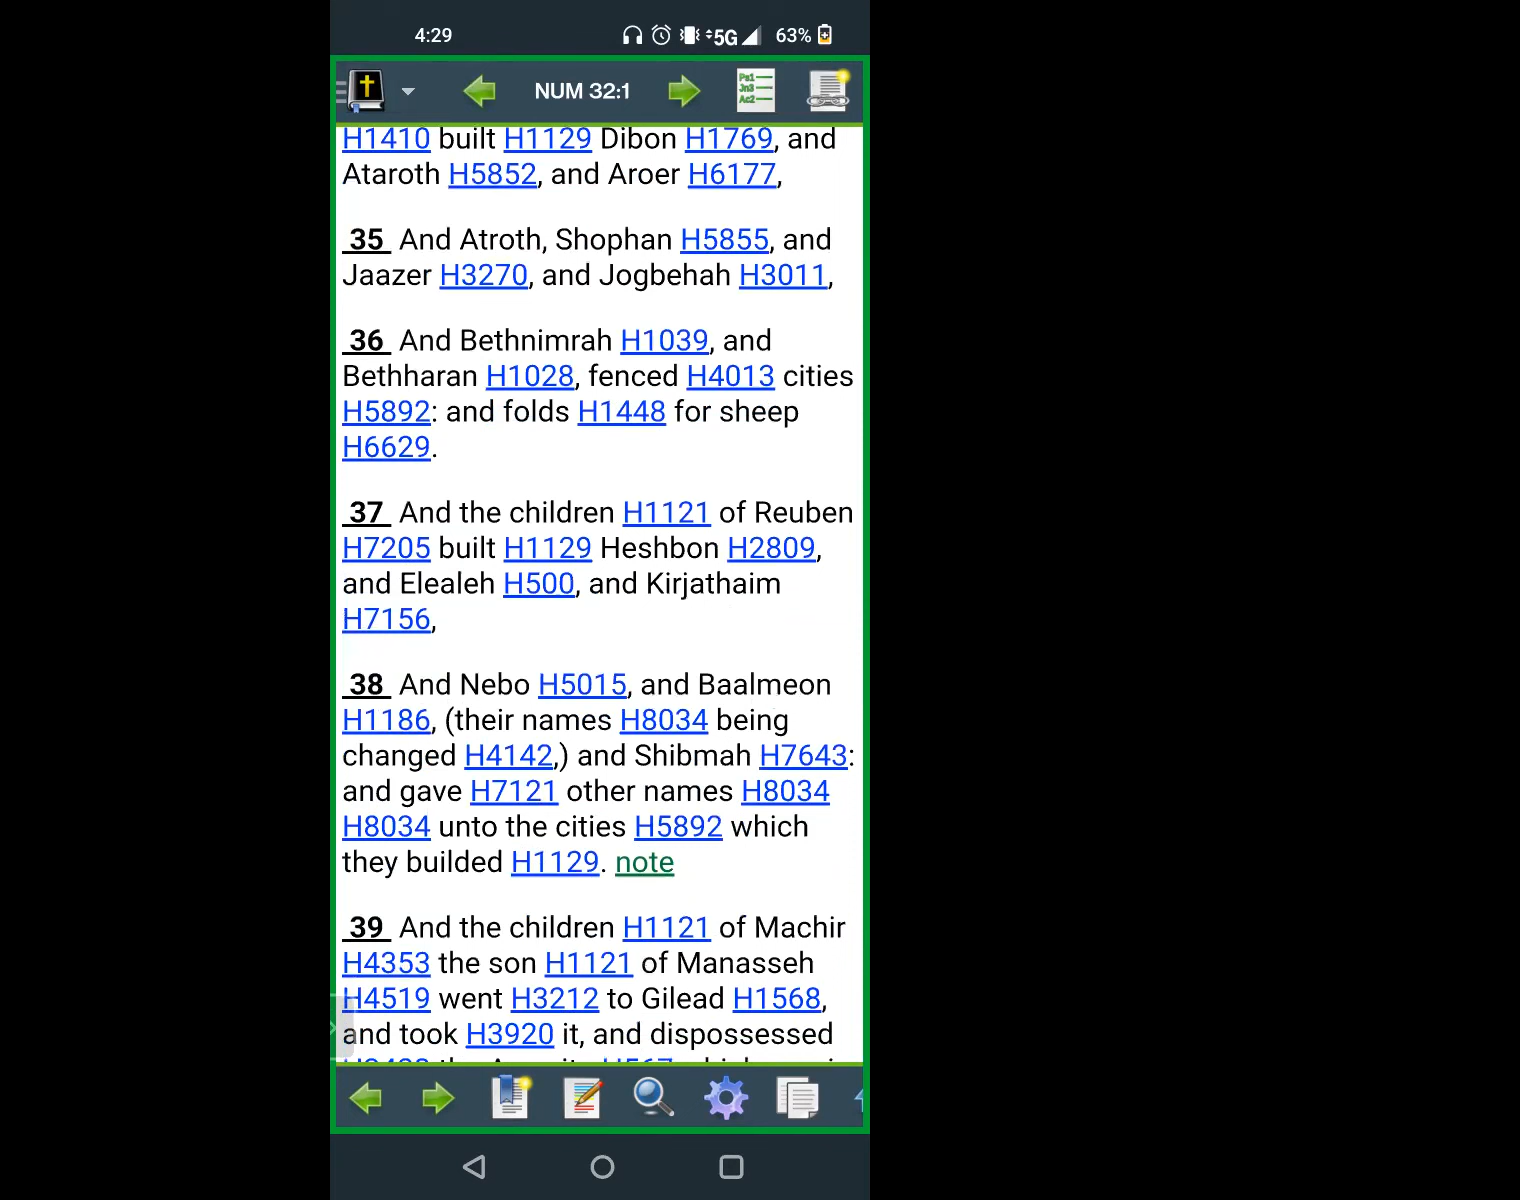 4:29 5G 63%
NUM 32:1
Ps1
Jn3
Ac2
H1410 built H1129 Dibon H1769, and
Ataroth H5852, and Aroer H6177,
35 And Atroth, Shophan H5855, and
Jaazer H3270, and Jogbehah H3011,
36 And Bethnimrah H1039, and
Bethharan H1028, fenced H4013 cities
H5892: and folds H1448 for sheep
H6629.
37 And the children H1121 of Reuben
H7205 built H1129 Heshbon H2809,
and Elealeh H500, and Kirjathaim
H7156,
38 And Nebo H5015, and Baalmeon
H1186, (their names H8034 being
changed H4142,) and Shibmah H7643:
and gave H7121 other names H8034
H8034 unto the cities H5892 which
they builded H1129. note
39 And the children H1121 of Machir
H4353 the son H1121 of Manasseh
H4519 went H3212 to Gilead H1568,
and took H3920 it, and dispossessed